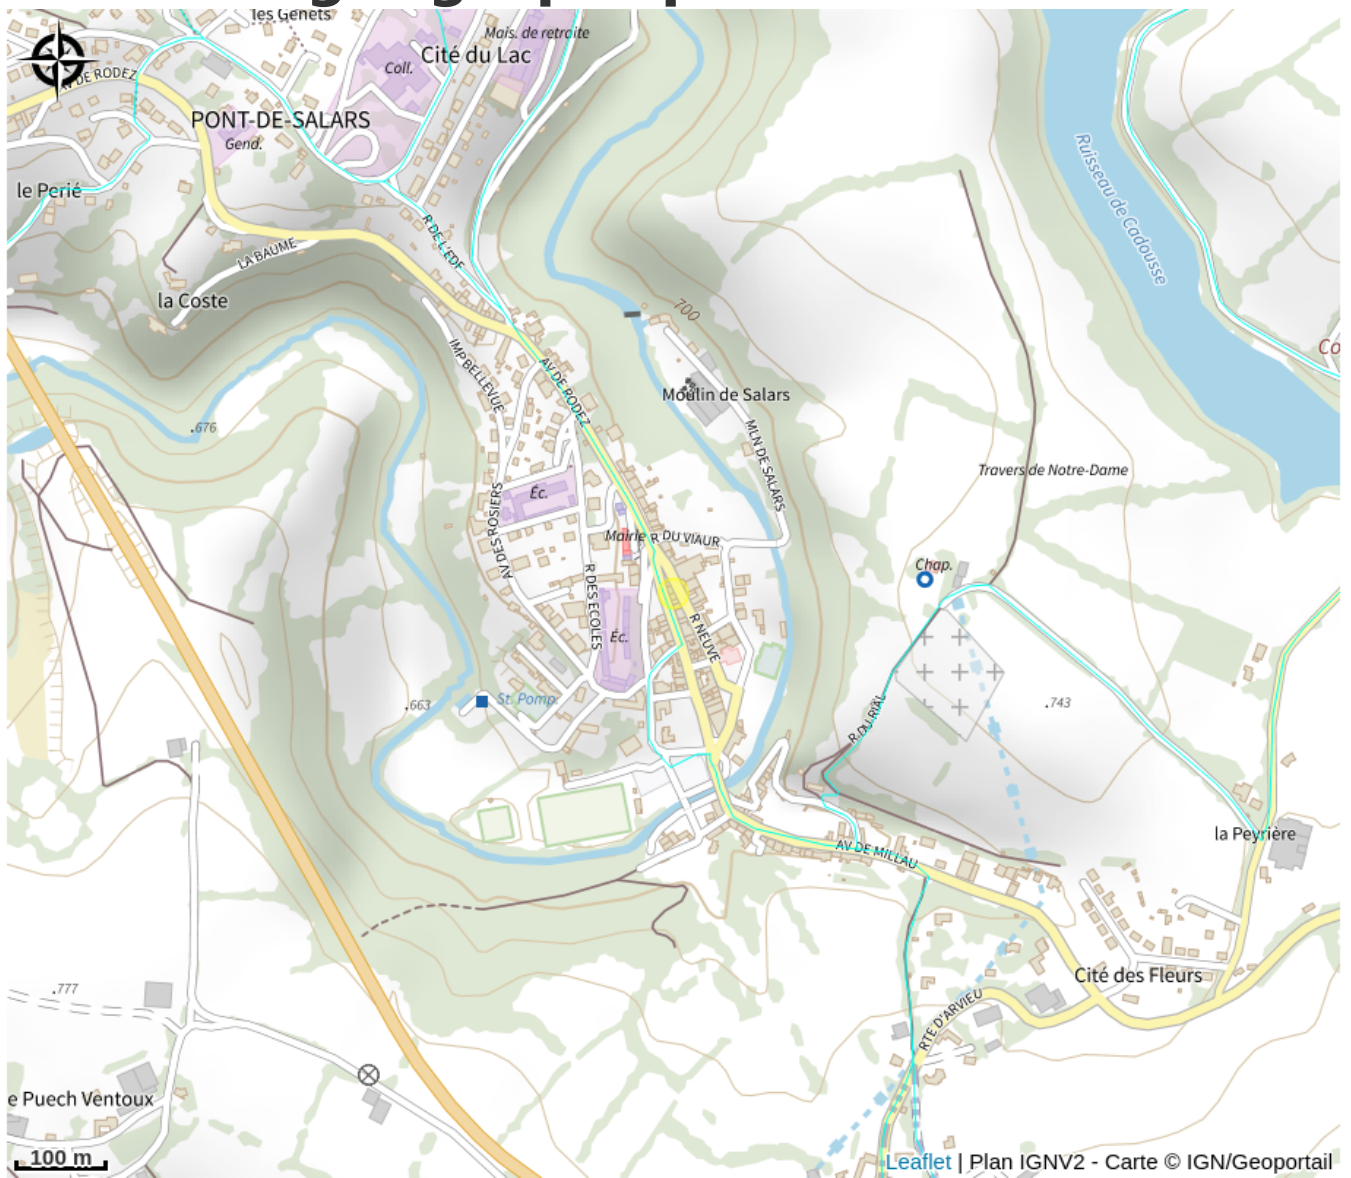 les Genêts
Mais. de retraite
Cité du Lac
Coll.
AV DE RODEZ
PONT-DE-SALARS
Gend.
le Perié
R DE L'EDF
LA BAUME
la Coste
Ruisseau de Cadousse
700
IMP BELLEVUE
AV DE RODEZ
Moulin de Salars
MLN DE SALARS
.676
Travers de Notre-Dame
Éc.
AV DES ROSIERS
Mairie
R DU VIAUR
Chap.
R DES ECOLES
Éc.
R NEUVE
St. Pomp.
.663
R DU RIAL
.743
la Peyrière
AV DE MILLAU
Cité des Fleurs
.777
RTE D'ARVIEU
e Puech Ventoux
100 m
Leaflet | Plan IGNV2 - Carte © IGN/Geoportail